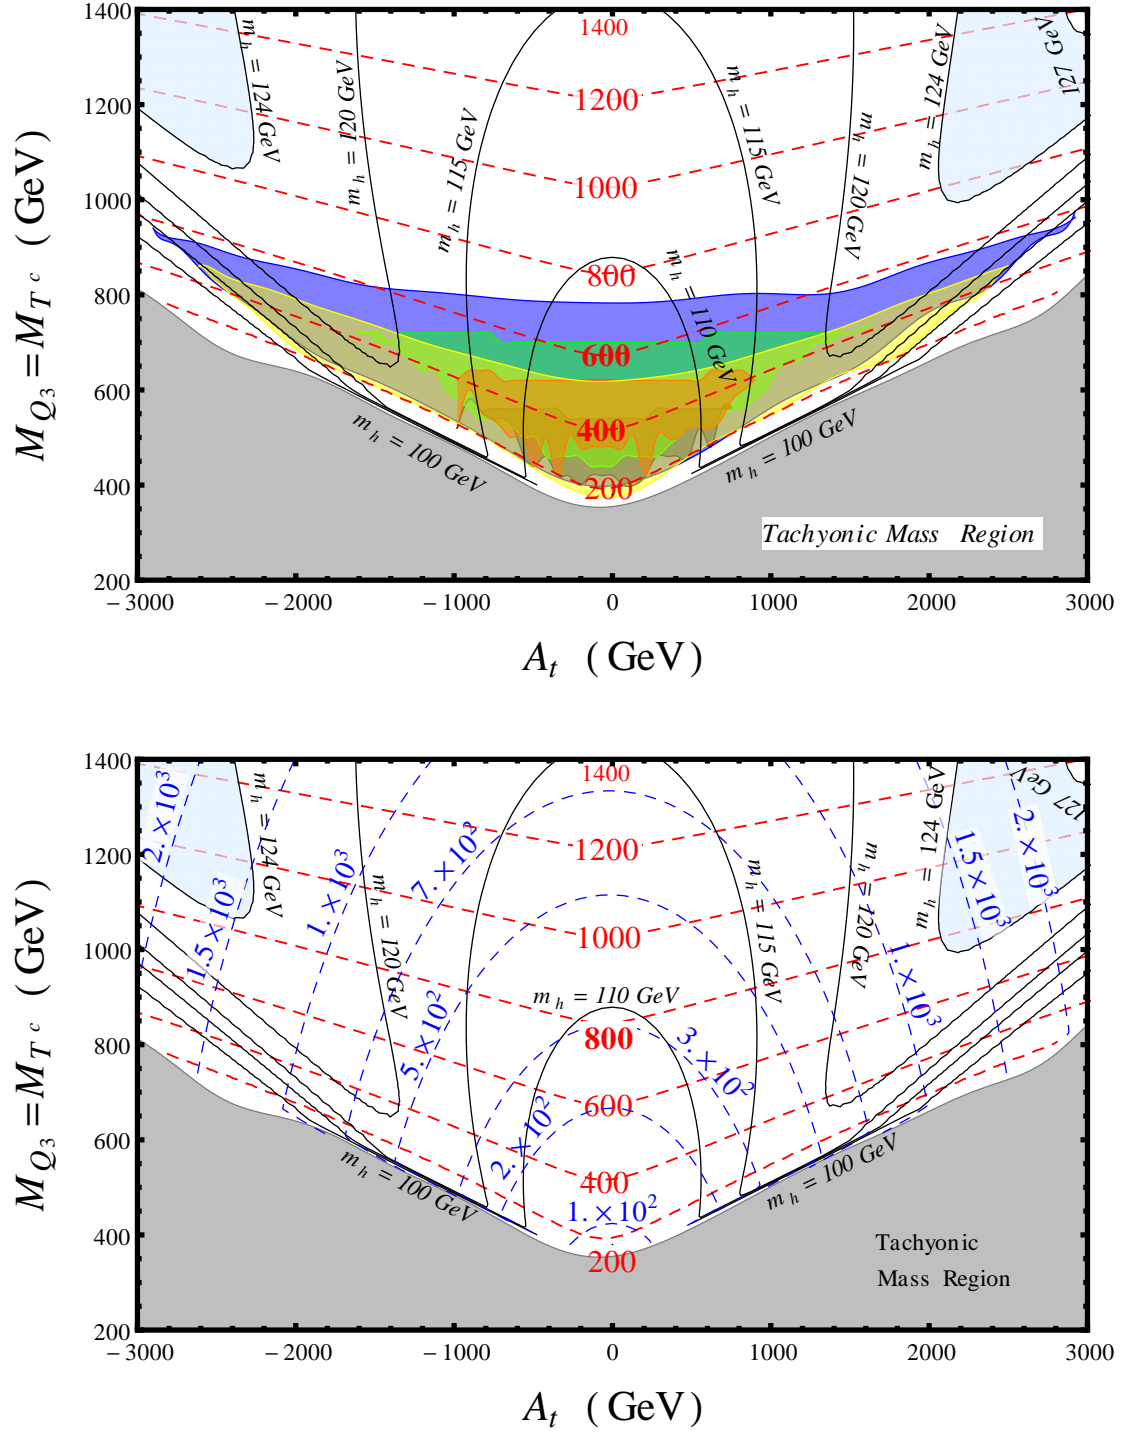 1400
1200
1000
800
600
400
200
M_{Q_3} = M_{T^c} ( GeV )
m_h = 124 GeV
m_h = 120 GeV
m_h = 115 GeV
m_h = 115 GeV
m_h = 110 GeV
m_h = 120 GeV
m_h = 124 GeV
127 GeV
1400
1200
1000
800
600
400
200
m_h = 100 GeV
m_h = 100 GeV
Tachyonic Mass Region
−3000 −2000 −1000 0 1000 2000 3000
A_t ( GeV )
1400
1200
1000
800
600
400
200
M_{Q_3} = M_{T^c} ( GeV )
2.×10^3
1.5×10^3
m_h = 124 GeV
1.×10^3
m_h = 120 GeV
7.×10^2
5.×10^2
m_h = 110 GeV
2.×10^2
1.×10^2
3.×10^2
m_h = 115 GeV
m_h = 120 GeV
1.×10^3
m_h = 124 GeV
1.5×10^3
2.×10^3
127 GeV
1400
1200
1000
800
600
400
200
m_h = 100 GeV
m_h = 100 GeV
Tachyonic
Mass Region
−3000 −2000 −1000 0 1000 2000 3000
A_t ( GeV )